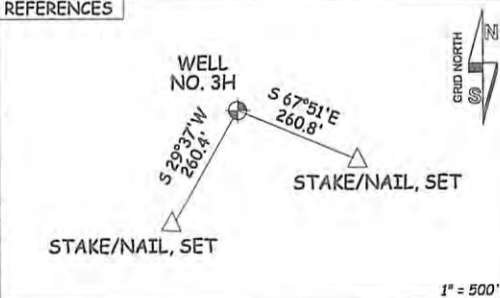 REFERENCES
N
GRID NORTH
S
WELL
NO. 3H
S 67°51'E
260.8'
S 29°37'W
260.4'
STAKE/NAIL, SET
STAKE/NAIL, SET
1" = 500'